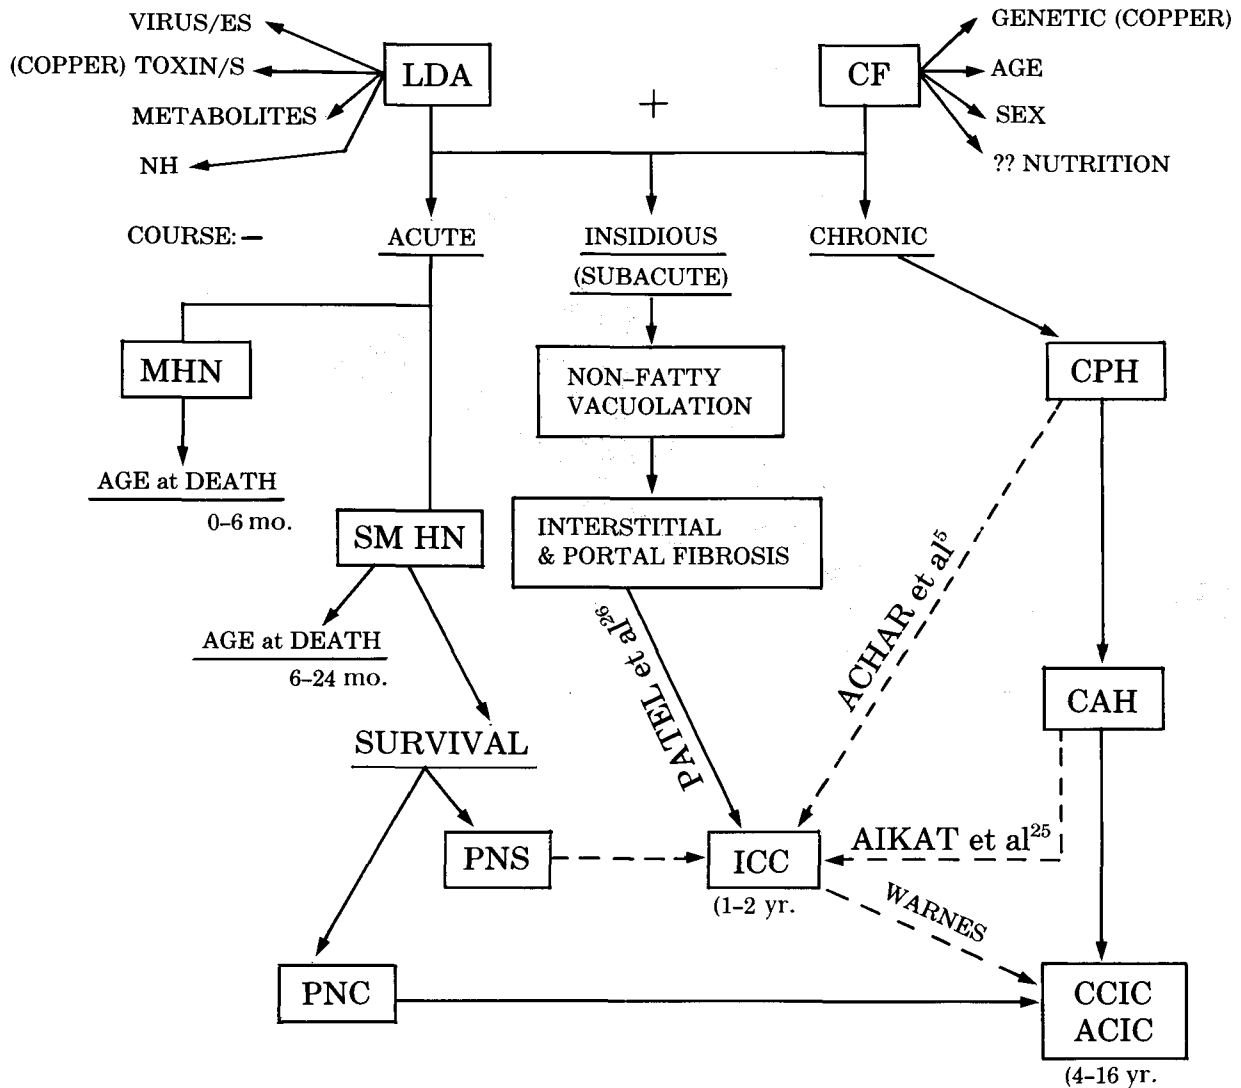 VIRUS/ES
GENETIC (COPPER)
(COPPER) TOXIN/S
LDA
CF
AGE
+
METABOLITES
SEX
NH
?? NUTRITION
COURSE:—
ACUTE
INSIDIOUS
(SUBACUTE)
CHRONIC
MHN
NON-FATTY
VACUOLATION
CPH
AGE at DEATH
0–6 mo.
SM HN
INTERSTITIAL
& PORTAL FIBROSIS
AGE at DEATH
6–24 mo.
PATEL et al26
ACHAR et al5
CAH
SURVIVAL
PNS
ICC
(1–2 yr.
AIKAT et al25
WARNES
PNC
CCIC
ACIC
(4–16 yr.